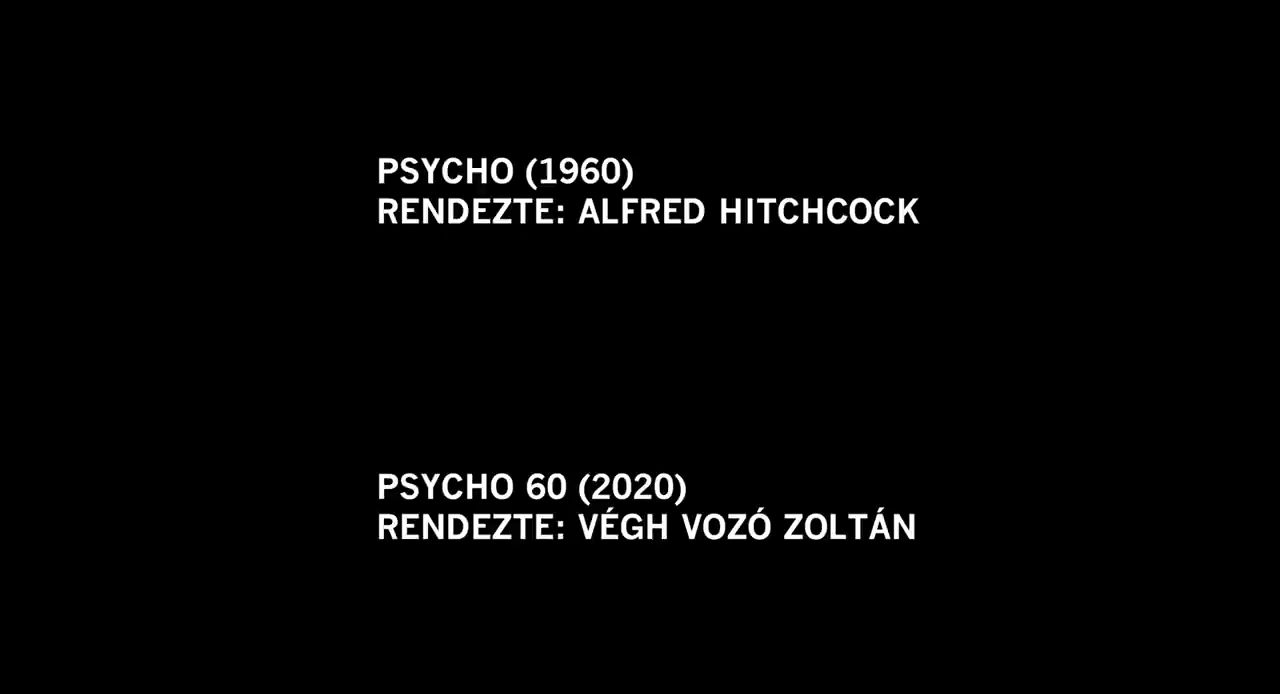 PSYCHO (1960)
RENDEZTE: ALFRED HITCHCOCK
PSYCHO 60 (2020)
RENDEZTE: VÉGH VOZÓ ZOLTÁN